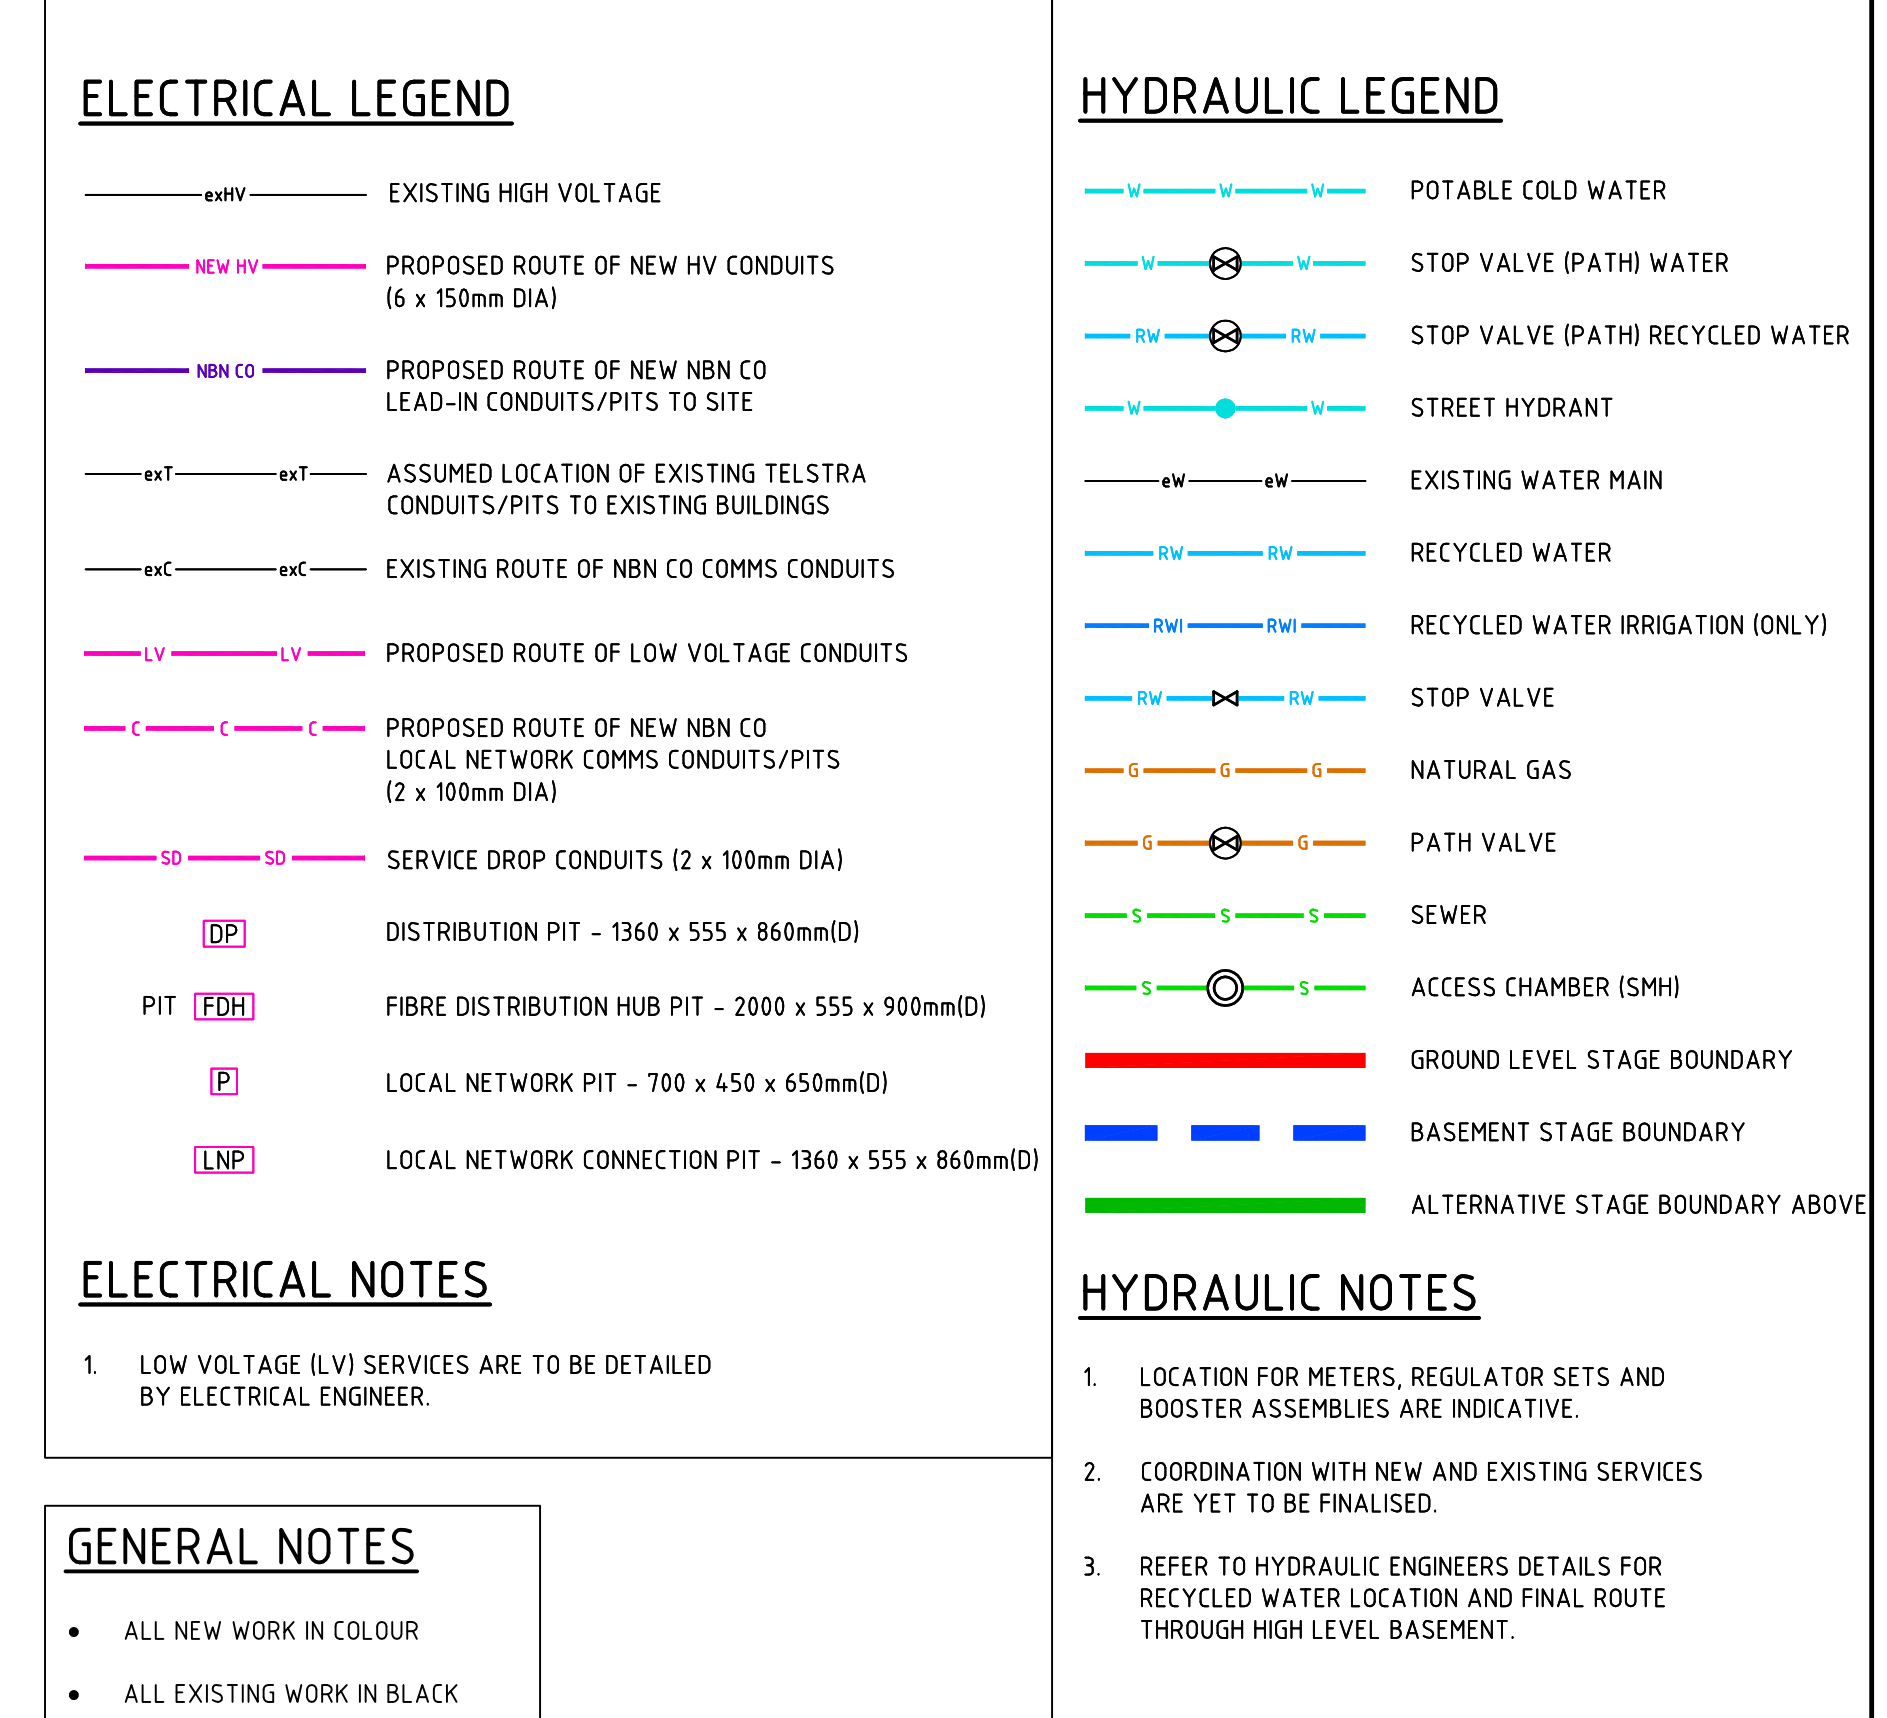 ELECTRICAL LEGEND
exHV EXISTING HIGH VOLTAGE
NEW HV PROPOSED ROUTE OF NEW HV CONDUITS
(6 x 150mm DIA)
NBN CO PROPOSED ROUTE OF NEW NBN CO
LEAD-IN CONDUITS/PITS TO SITE
exT exT ASSUMED LOCATION OF EXISTING TELSTRA
CONDUITS/PITS TO EXISTING BUILDINGS
exC exC EXISTING ROUTE OF NBN CO COMMS CONDUITS
LV LV PROPOSED ROUTE OF LOW VOLTAGE CONDUITS
C C C PROPOSED ROUTE OF NEW NBN CO
LOCAL NETWORK COMMS CONDUITS/PITS
(2 x 100mm DIA)
SD SD SERVICE DROP CONDUITS (2 x 100mm DIA)
DP DISTRIBUTION PIT - 1360 x 555 x 860mm(D)
PIT FDH FIBRE DISTRIBUTION HUB PIT - 2000 x 555 x 900mm(D)
P LOCAL NETWORK PIT - 700 x 450 x 650mm(D)
LNP LOCAL NETWORK CONNECTION PIT - 1360 x 555 x 860mm(D)
ELECTRICAL NOTES
1. LOW VOLTAGE (LV) SERVICES ARE TO BE DETAILED
BY ELECTRICAL ENGINEER.
GENERAL NOTES
• ALL NEW WORK IN COLOUR
• ALL EXISTING WORK IN BLACK
HYDRAULIC LEGEND
W W W POTABLE COLD WATER
W W STOP VALVE (PATH) WATER
RW RW STOP VALVE (PATH) RECYCLED WATER
W W STREET HYDRANT
eW eW EXISTING WATER MAIN
RW RW RECYCLED WATER
RWI RWI RECYCLED WATER IRRIGATION (ONLY)
RW RW STOP VALVE
G G G NATURAL GAS
G G PATH VALVE
S S S SEWER
S S ACCESS CHAMBER (SMH)
GROUND LEVEL STAGE BOUNDARY
BASEMENT STAGE BOUNDARY
ALTERNATIVE STAGE BOUNDARY ABOVE
HYDRAULIC NOTES
1. LOCATION FOR METERS, REGULATOR SETS AND
BOOSTER ASSEMBLIES ARE INDICATIVE.
2. COORDINATION WITH NEW AND EXISTING SERVICES
ARE YET TO BE FINALISED.
3. REFER TO HYDRAULIC ENGINEERS DETAILS FOR
RECYCLED WATER LOCATION AND FINAL ROUTE
THROUGH HIGH LEVEL BASEMENT.